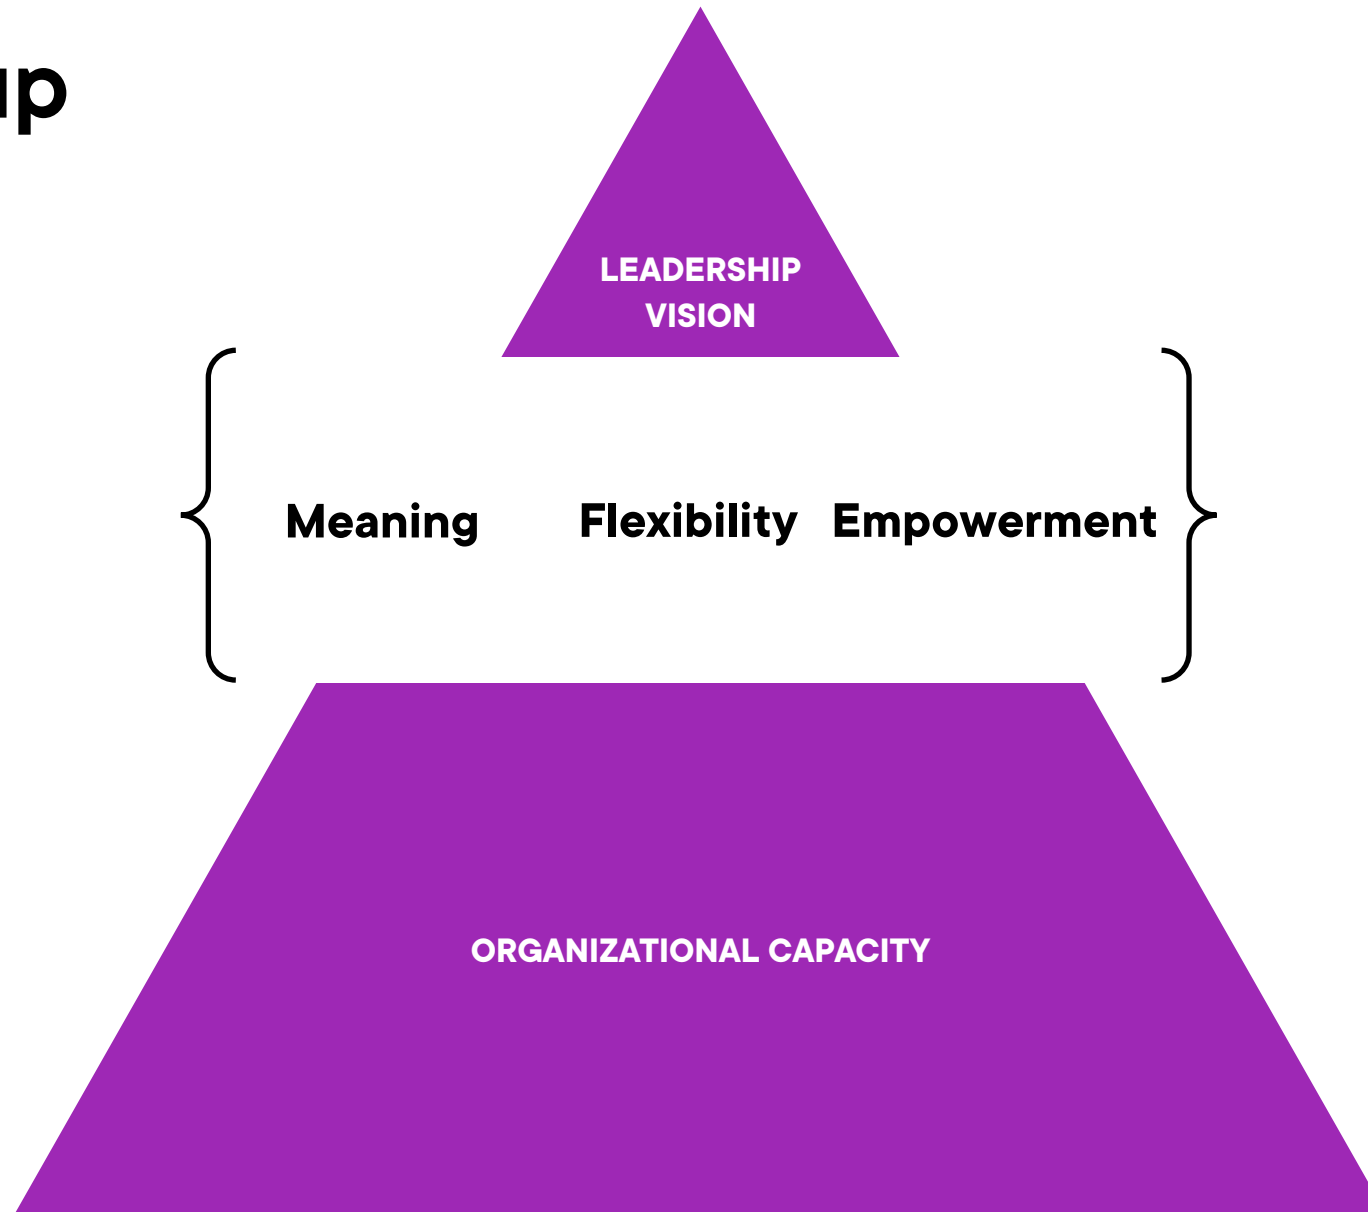 up
LEADERSHIP
VISION
Meaning Flexibility Empowerment
ORGANIZATIONAL CAPACITY